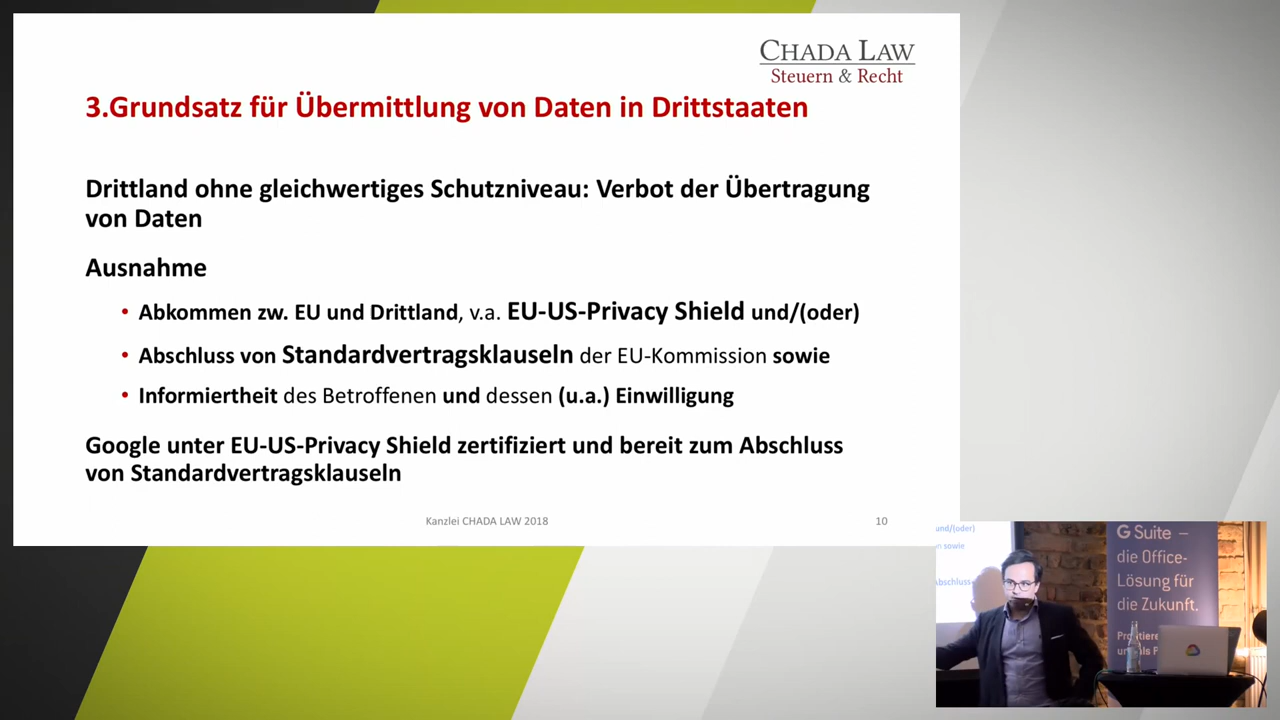 CHADA LAW
Steuern & Recht
3.Grundsatz für Übermittlung von Daten in Drittstaaten
Drittland ohne gleichwertiges Schutzniveau: Verbot der Übertragung
von Daten
Ausnahme
• Abkommen zw. EU und Drittland, v.a. EU-US-Privacy Shield und/(oder)
• Abschluss von Standardvertragsklauseln der EU-Kommission sowie
• Informiertheit des Betroffenen und dessen (u.a.) Einwilligung
Google unter EU-US-Privacy Shield zertifiziert und bereit zum Abschluss
von Standardvertragsklauseln
Kanzlei CHADA LAW 2018
10
und/(oder)
sowie
Abschluss
G Suite –
die Office-
Lösung für
die Zukunft.